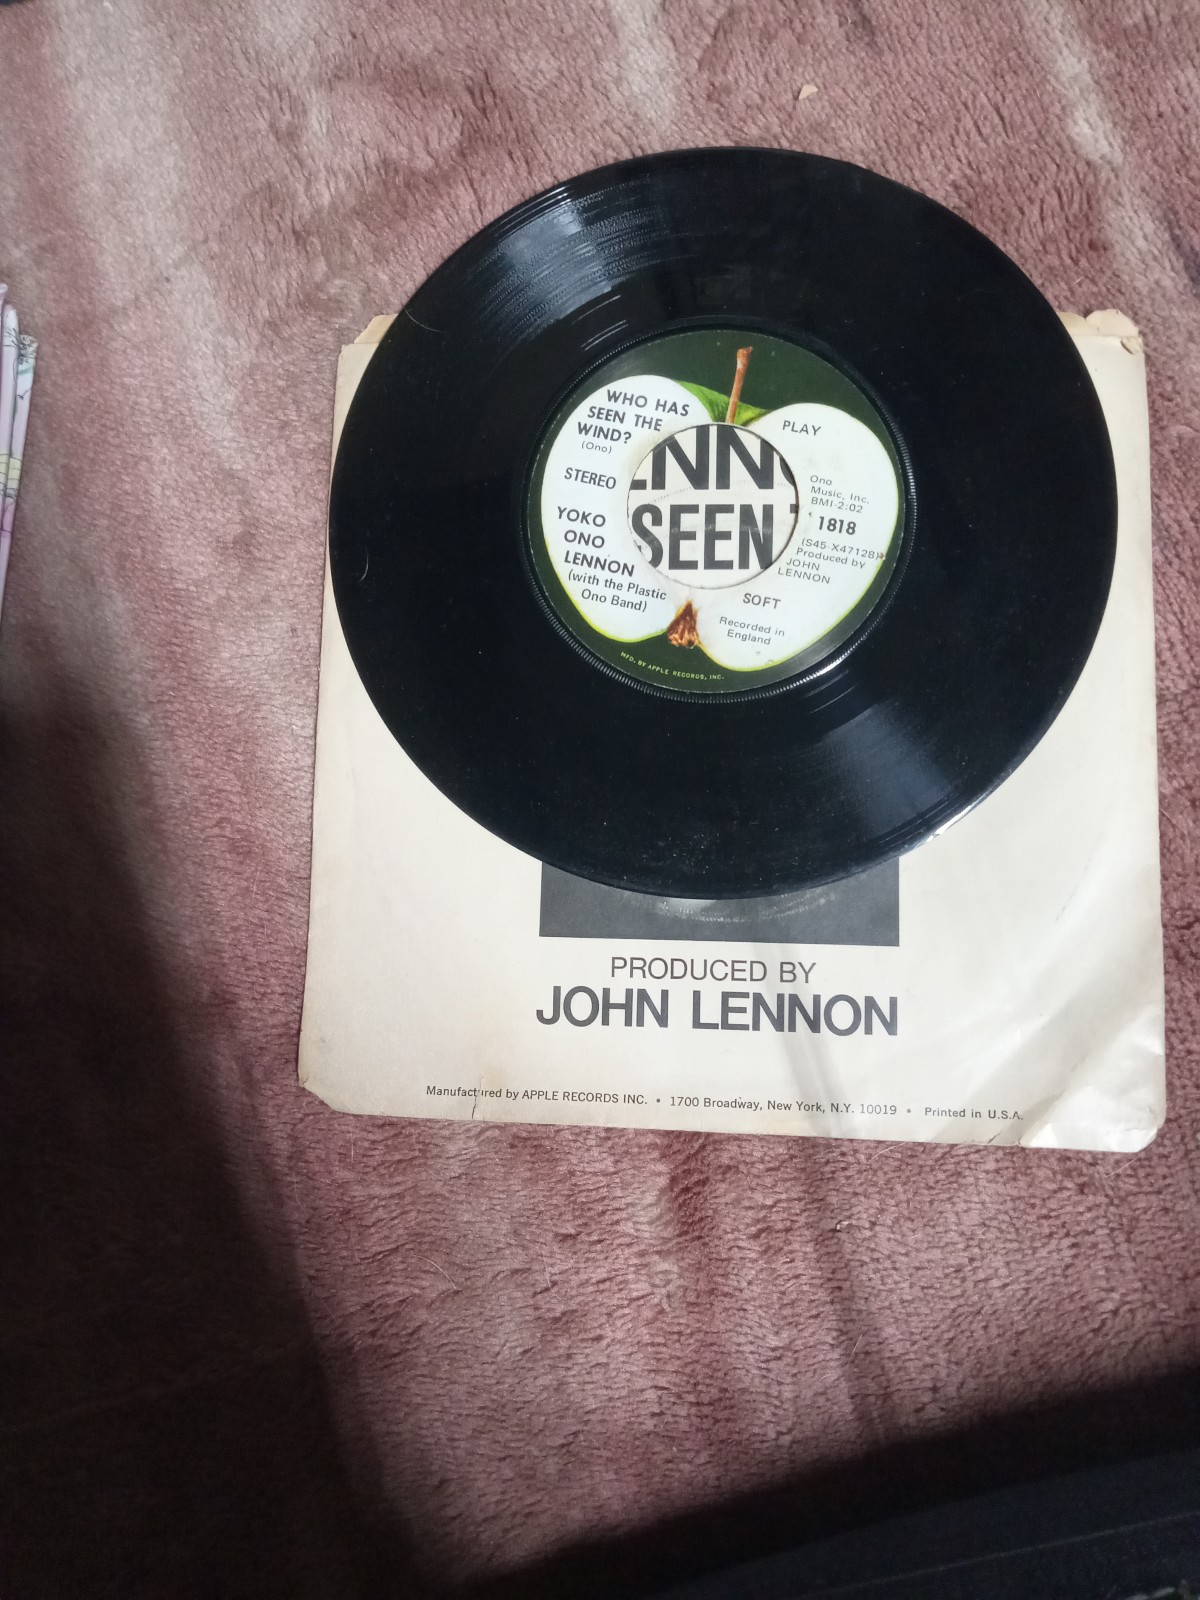 WHO HAS
SEEN THE
WIND?
(Ono)
STEREO
YOKO
ONO
LENNON
(with the Plastic
Ono Band)
PLAY
Ono
Music, Inc.
BMI-2:02
1818
(S45-X47128)
Produced by
JOHN
LENNON
SOFT
Recorded in
England
MFD. BY APPLE RECORDS, INC.
ENN
SEEN
PRODUCED BY
JOHN LENNON
Manufactured by APPLE RECORDS INC. • 1700 Broadway, New York, N.Y. 10019 • Printed in U.S.A.